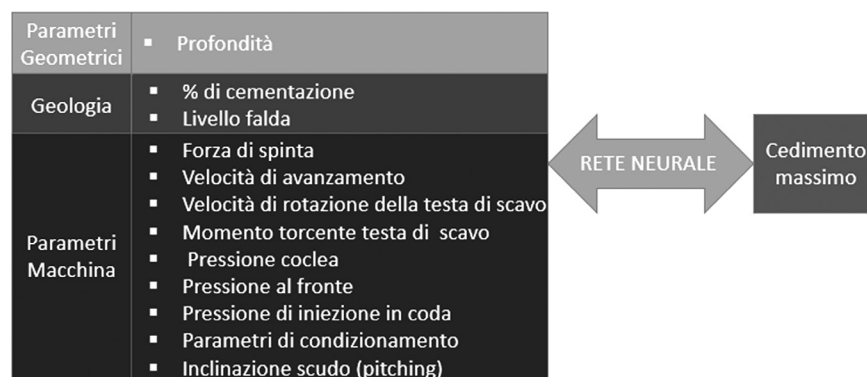 Parametri
Geometrici
▪ Profondità
Geologia
▪ % di cementazione
▪ Livello falda
Parametri
Macchina
▪ Forza di spinta
▪ Velocità di avanzamento
▪ Velocità di rotazione della testa di scavo
▪ Momento torcente testa di scavo
▪ Pressione coclea
▪ Pressione al fronte
▪ Pressione di iniezione in coda
▪ Parametri di condizionamento
▪ Inclinazione scudo (pitching)
RETE NEURALE
Cedimento
massimo